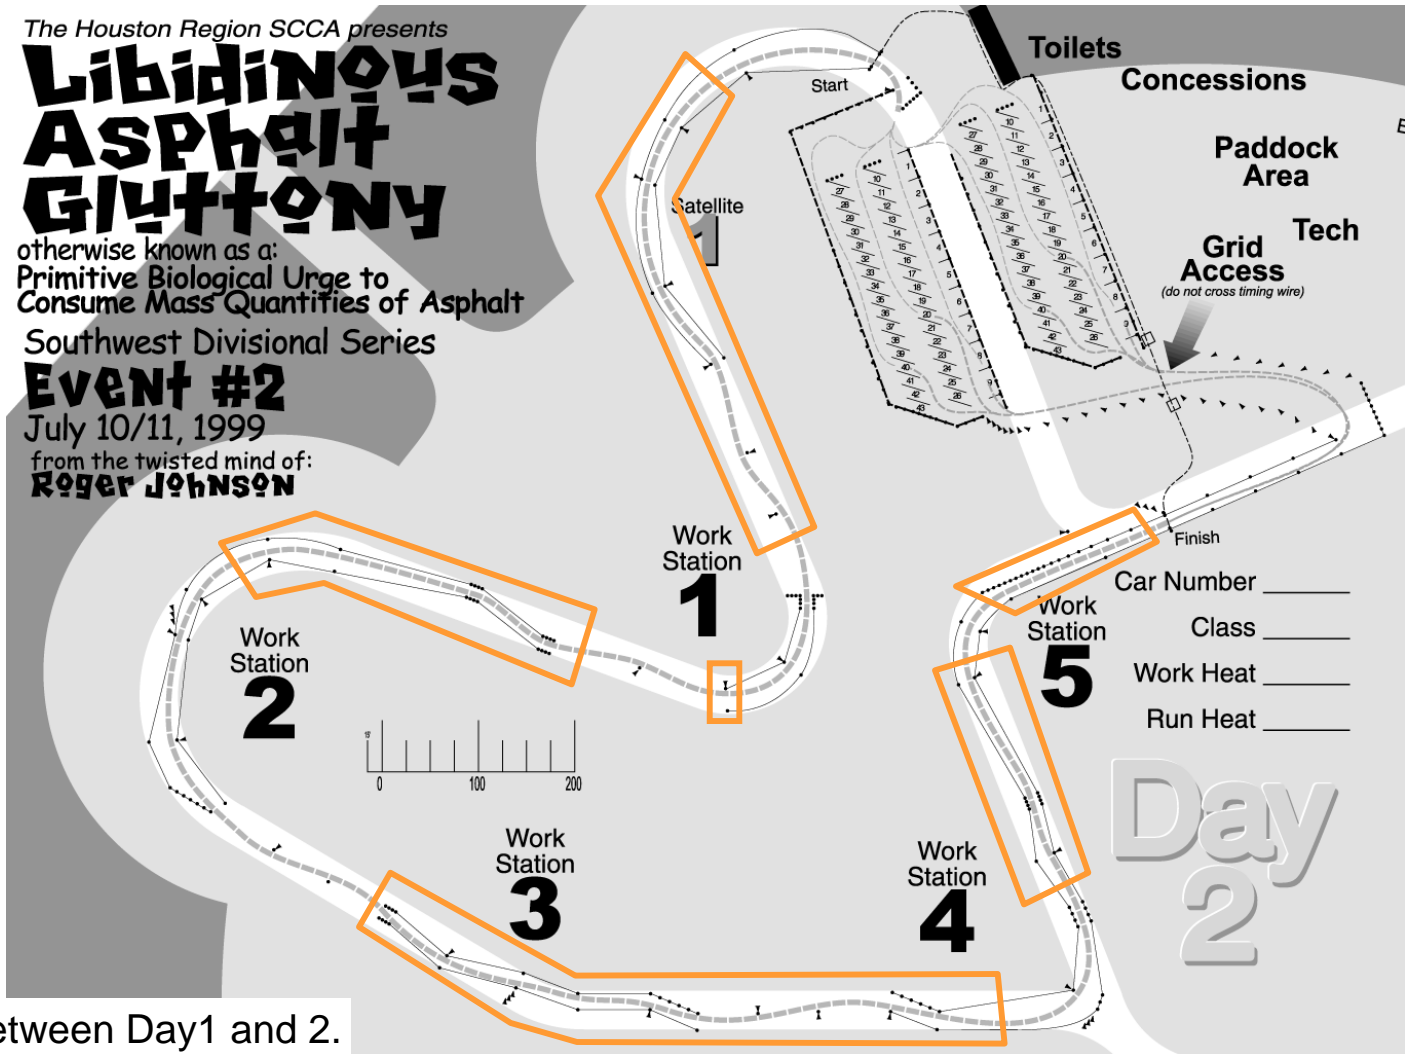 The Houston Region SCCA presents
Libidinous
Asphalt
Gluttony
otherwise known as a:
Primitive Biological Urge to
Consume Mass Quantities of Asphalt
Southwest Divisional Series
Event #2
July 10/11, 1999
from the twisted mind of:
Roger Johnson
Toilets
Concessions
Paddock
Area
Tech
Grid
Access
(do not cross timing wire)
Start
Satellite
1
Finish
Work
Station
1
Work
Station
2
Work
Station
3
Work
Station
4
Work
Station
5
Car Number ______
Class ______
Work Heat ______
Run Heat ______
0 100 200
Day
2
etween Day1 and 2.